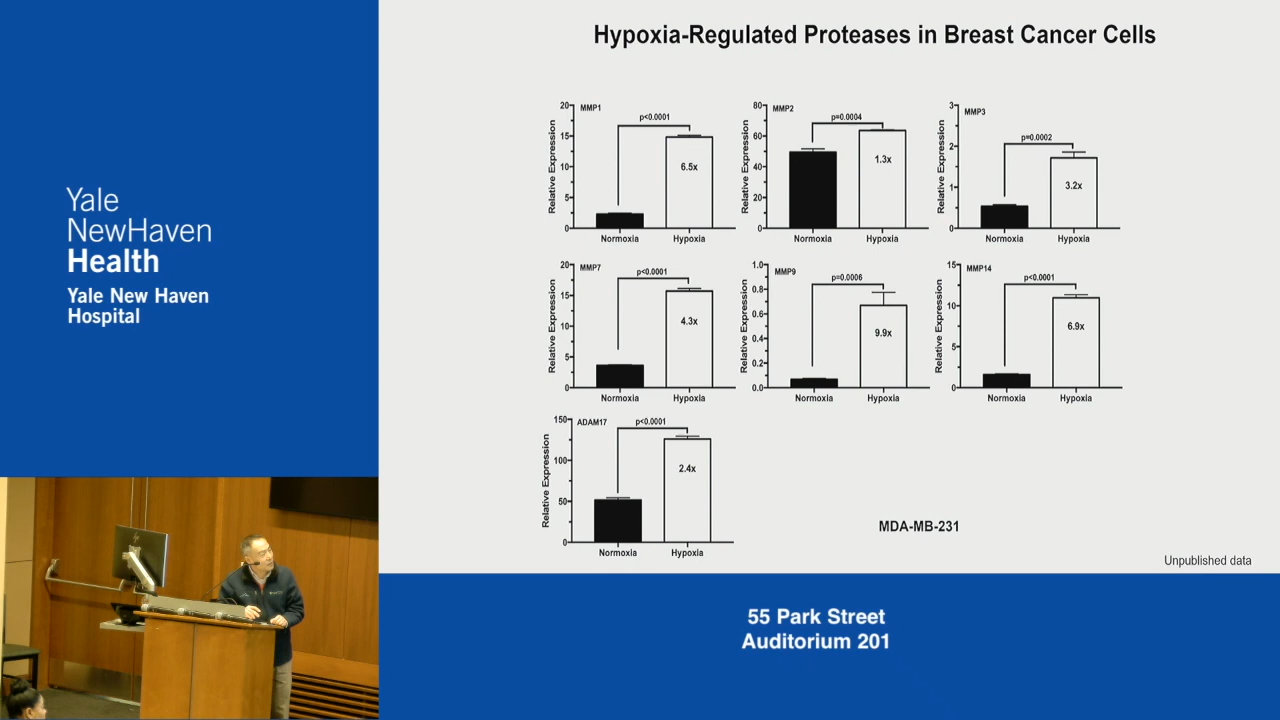 Hypoxia-Regulated Proteases in Breast Cancer Cells
Yale
NewHaven
Health
Yale New Haven
Hospital
MMP1
Relative Expression
20
15
10
5
0
p<0.0001
6.5x
Normoxia
Hypoxia
MMP2
Relative Expression
80
60
40
20
0
p=0.0004
1.3x
Normoxia
Hypoxia
MMP3
Relative Expression
3
2
1
0
p=0.0002
3.2x
Normoxia
Hypoxia
MMP7
Relative Expression
20
15
10
5
0
p<0.0001
4.3x
Normoxia
Hypoxia
MMP9
Relative Expression
1.0
0.8
0.6
0.4
0.2
0.0
p=0.0006
9.9x
Normoxia
Hypoxia
MMP14
Relative Expression
15
10
5
0
p<0.0001
6.9x
Normoxia
Hypoxia
ADAM17
Relative Expression
150
100
50
0
p<0.0001
2.4x
Normoxia
Hypoxia
MDA-MB-231
Unpublished data
55 Park Street
Auditorium 201